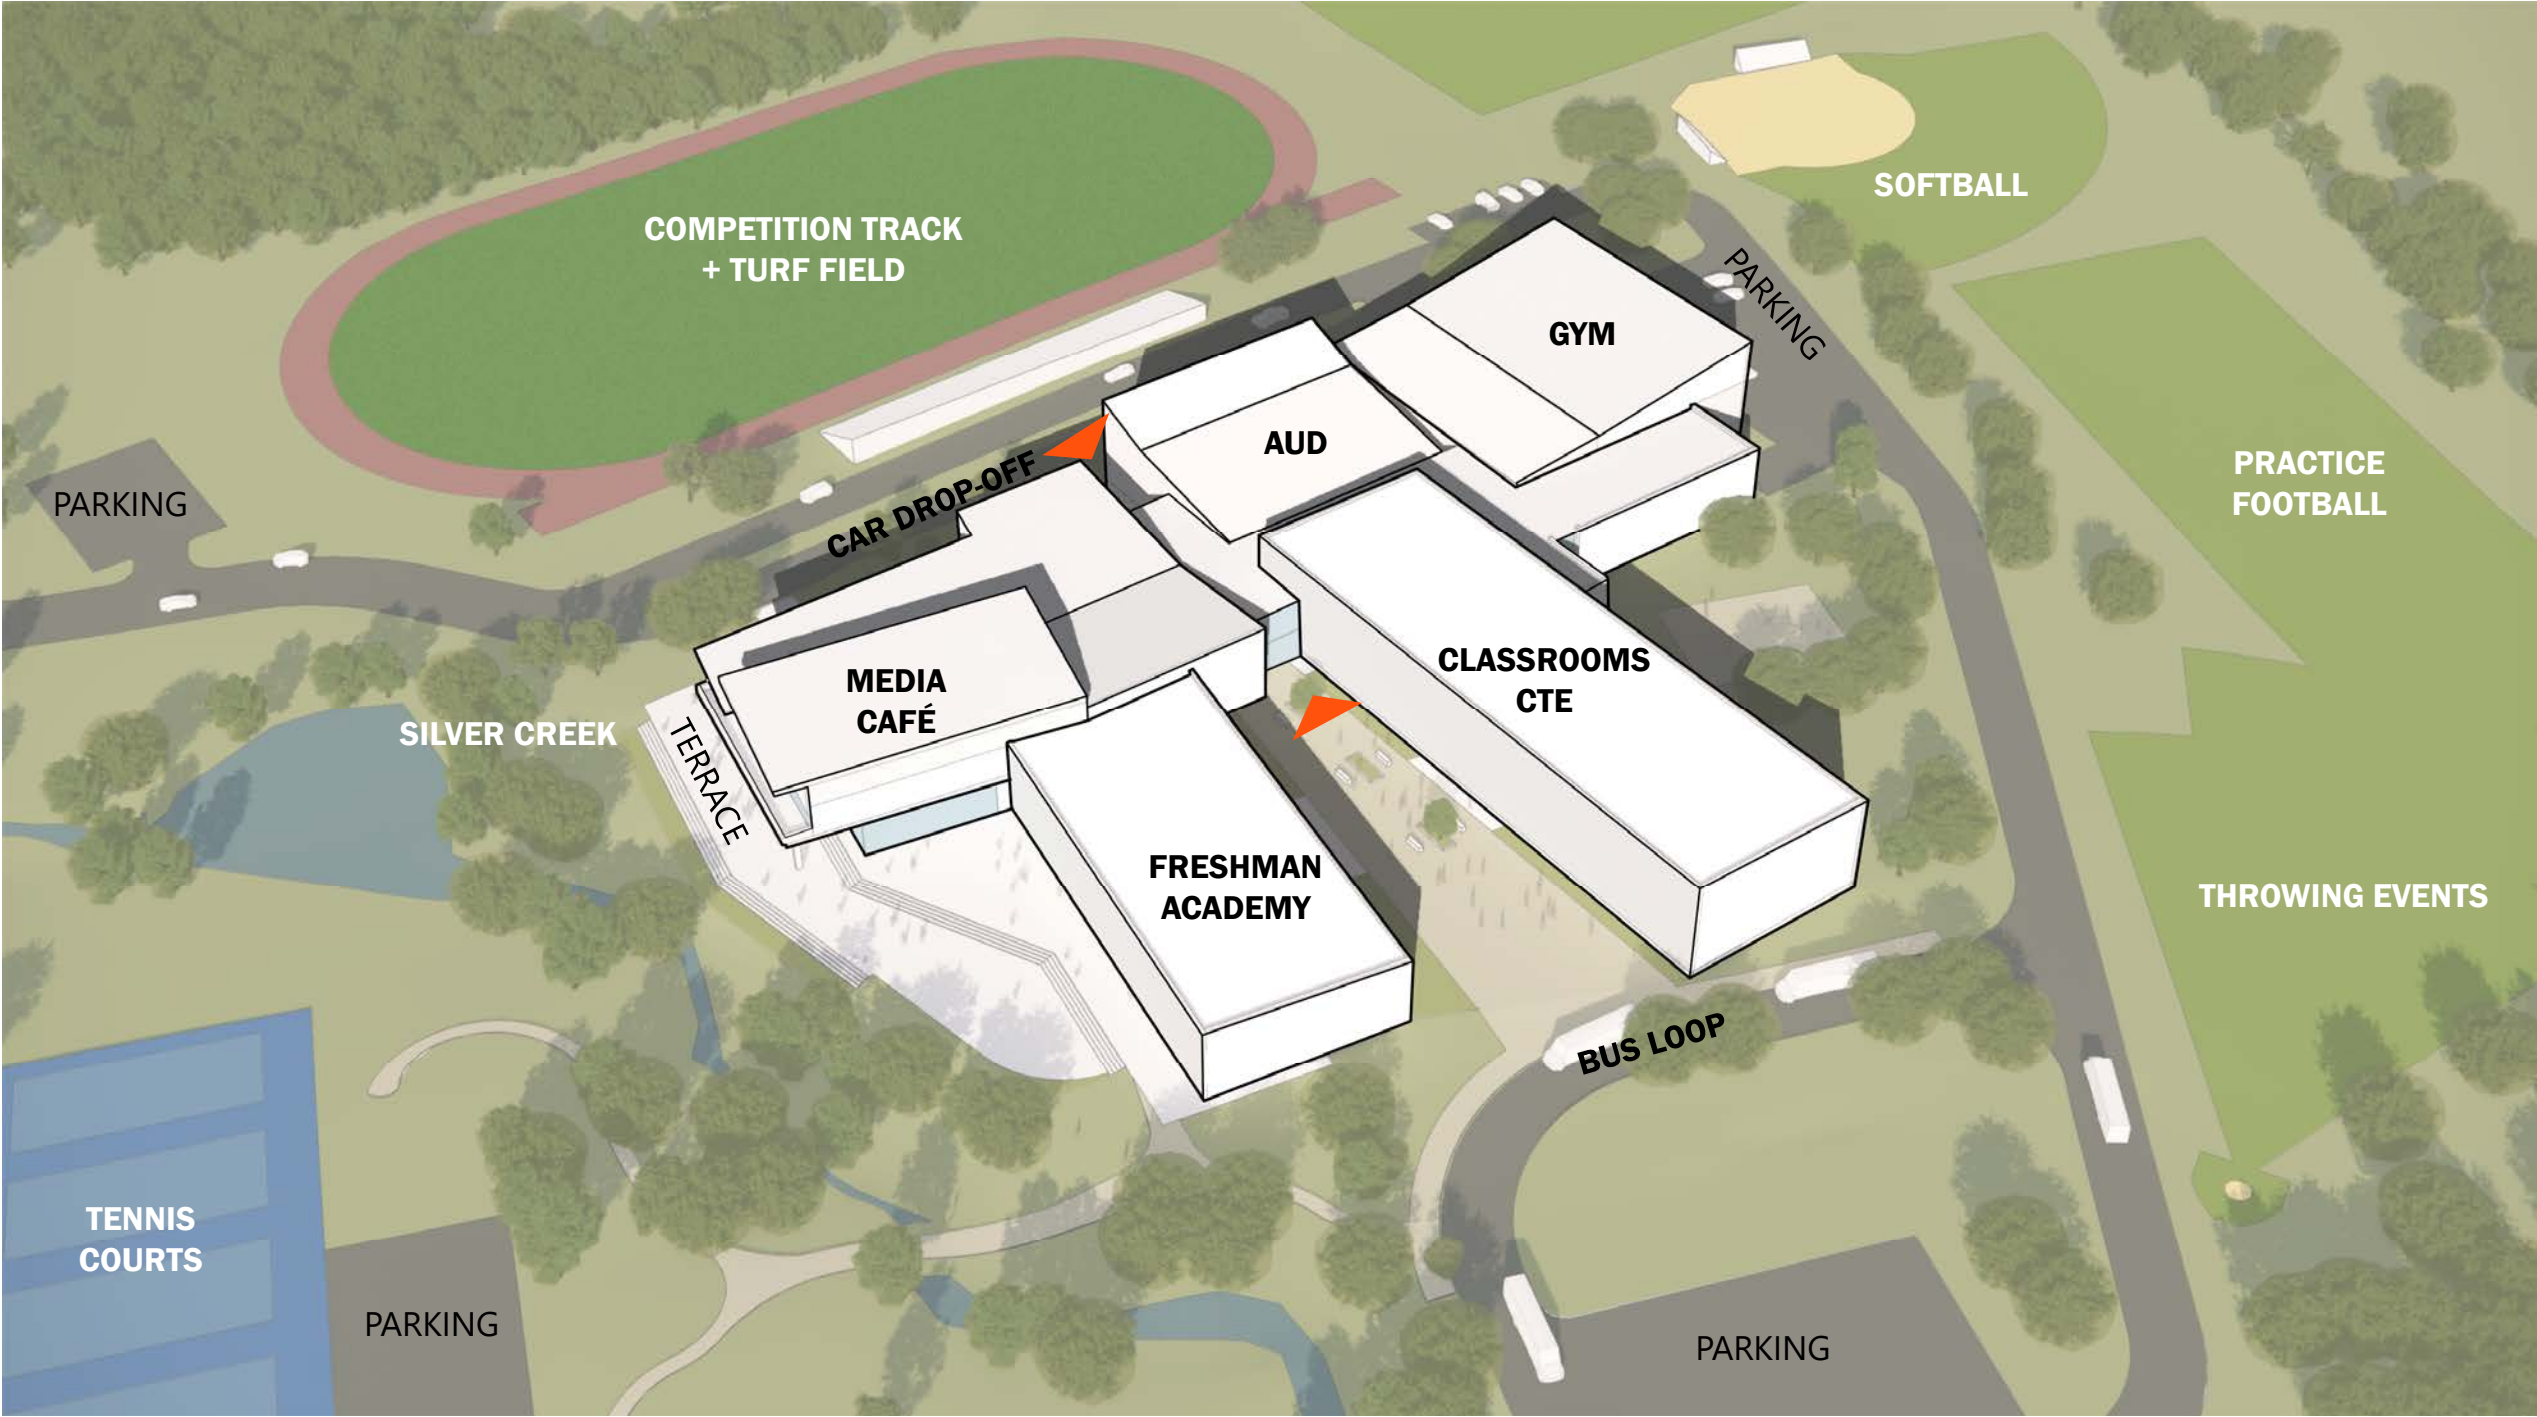 SOFTBALL
COMPETITION TRACK
+ TURF FIELD
PARKING
GYM
AUD
PRACTICE
FOOTBALL
PARKING
CAR DROP-OFF
CLASSROOMS
CTE
MEDIA
CAFÉ
SILVER CREEK
TERRACE
FRESHMAN
ACADEMY
THROWING EVENTS
BUS LOOP
TENNIS
COURTS
PARKING
PARKING